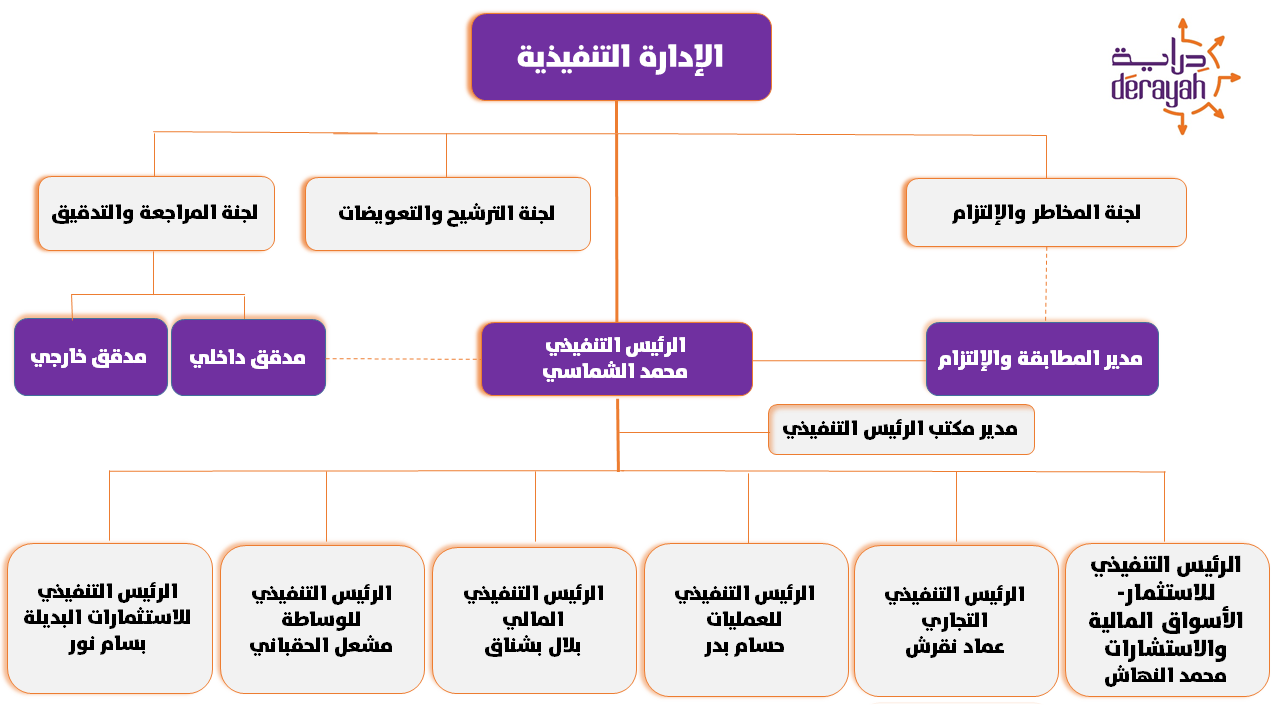 الإدارة التنفيذية
دراية
derayah
لجنة المخاطر والإلتزام
لجنة الترشيح والتعويضات
لجنة المراجعة والتدقيق
مدير المطابقة والإلتزام
الرئيس التنفيذي
محمد الشماسي
مدقق داخلي
مدقق خارجي
مدير مكتب الرئيس التنفيذي
الرئيس التنفيذي
للاستثمار-
الأسواق المالية
والاستشارات
محمد النهاش
الرئيس التنفيذي
التجاري
عماد نقرش
الرئيس التنفيذي
للعمليات
حسام بدر
الرئيس التنفيذي
المالي
بلال بشناق
الرئيس التنفيذي
للوساطة
مشعل الحقباني
الرئيس التنفيذي
للاستثمارات البديلة
بسام نور